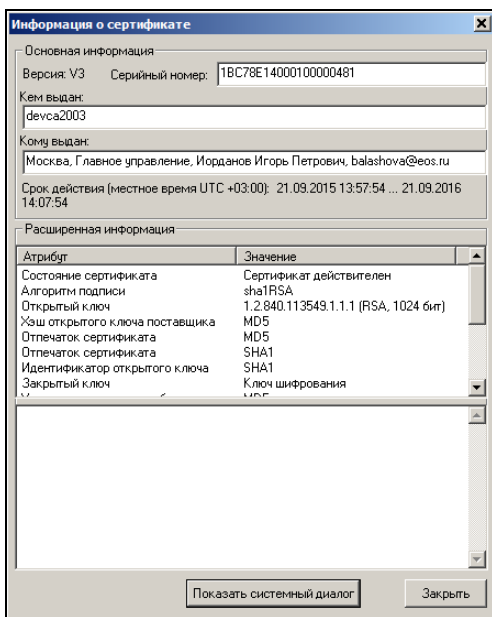 Информация о сертификате
Основная информация
Версия: V3 Серийный номер: 1BC78E14000100000481
Кем выдан:
devca2003
Кому выдан:
Москва, Главное управление, Иорданов Игорь Петрович, balashova@eos.ru
Срок действия (местное время UTC +03:00): 21.09.2015 13:57:54 ... 21.09.2016
14:07:54
Расширенная информация
Атрибут Значение
Состояние сертификата Сертификат действителен
Алгоритм подписи sha1RSA
Открытый ключ 1.2.840.113549.1.1.1 (RSA, 1024 бит)
Хэш открытого ключа поставщика MD5
Отпечаток сертификата MD5
Отпечаток сертификата SHA1
Идентификатор открытого ключа SHA1
Закрытый ключ Ключ шифрования
MD5
Показать системный диалог Закрыть